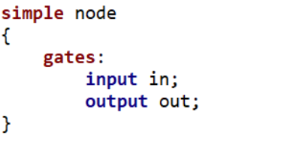 simple node
{
    gates:
        input in;
        output out;
}